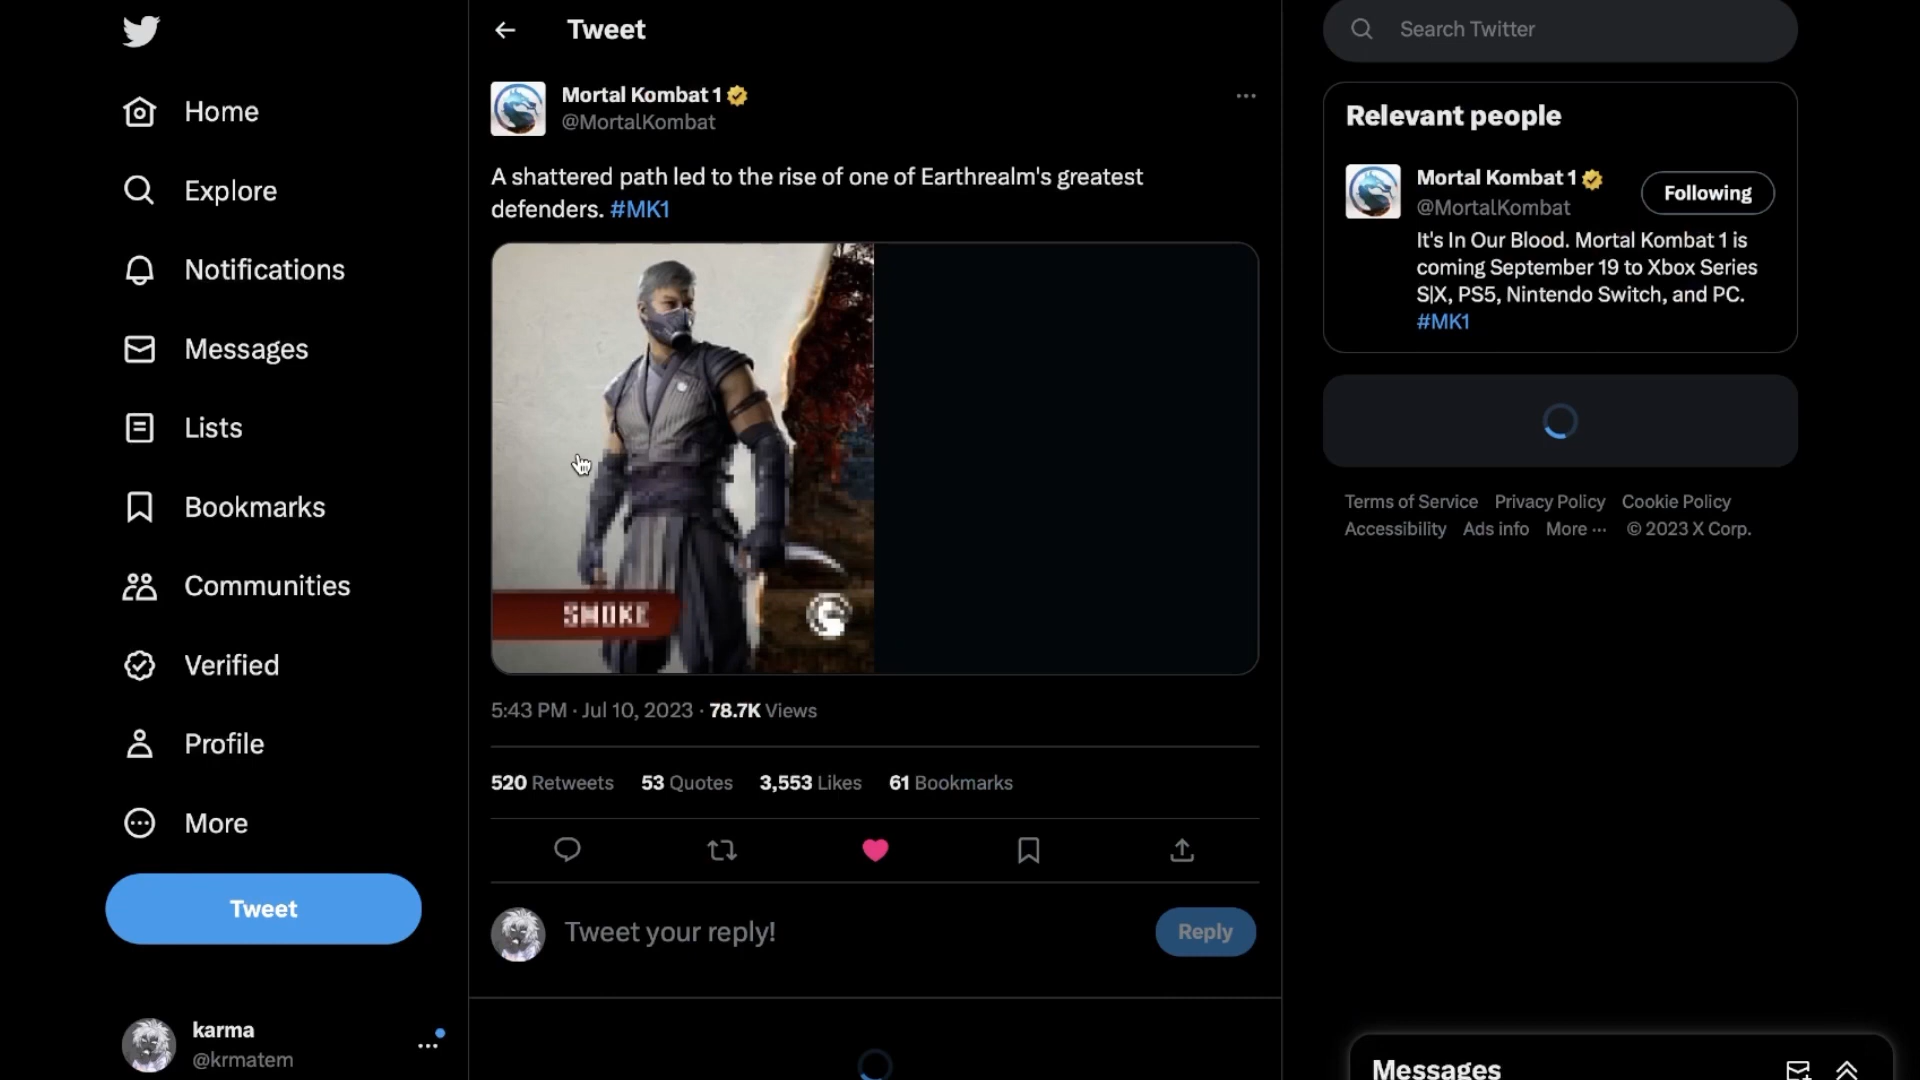 Home
Explore
Notifications
Messages
Lists
Bookmarks
Communities
Verified
Profile
More
Tweet
karma
@krmatem
Tweet
Mortal Kombat 1
@MortalKombat
A shattered path led to the rise of one of Earthrealm's greatest
defenders. #MK1
SMOKE
5:43 PM · Jul 10, 2023 · 78.7K Views
520 Retweets 53 Quotes 3,553 Likes 61 Bookmarks
Tweet your reply!
Reply
Search Twitter
Relevant people
Mortal Kombat 1
@MortalKombat
Following
It's In Our Blood. Mortal Kombat 1 is
coming September 19 to Xbox Series
S|X, PS5, Nintendo Switch, and PC.
#MK1
Terms of Service Privacy Policy Cookie Policy
Accessibility Ads info More ··· © 2023 X Corp.
Messages